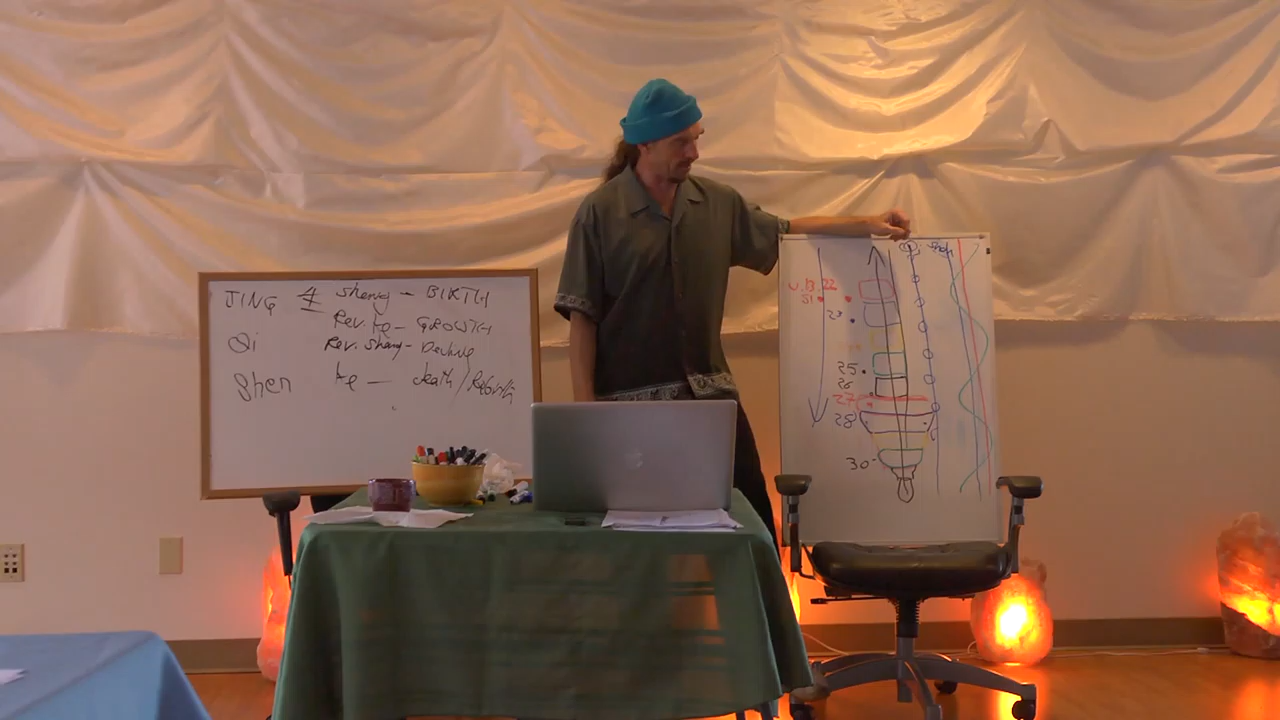 JING 4 Sheng – BIRTH
Rev. Ke – GROWTH
Qi Rev. Sheng – Decline
Shen Ke – death/Rebirth
22
25
26
27
28
30